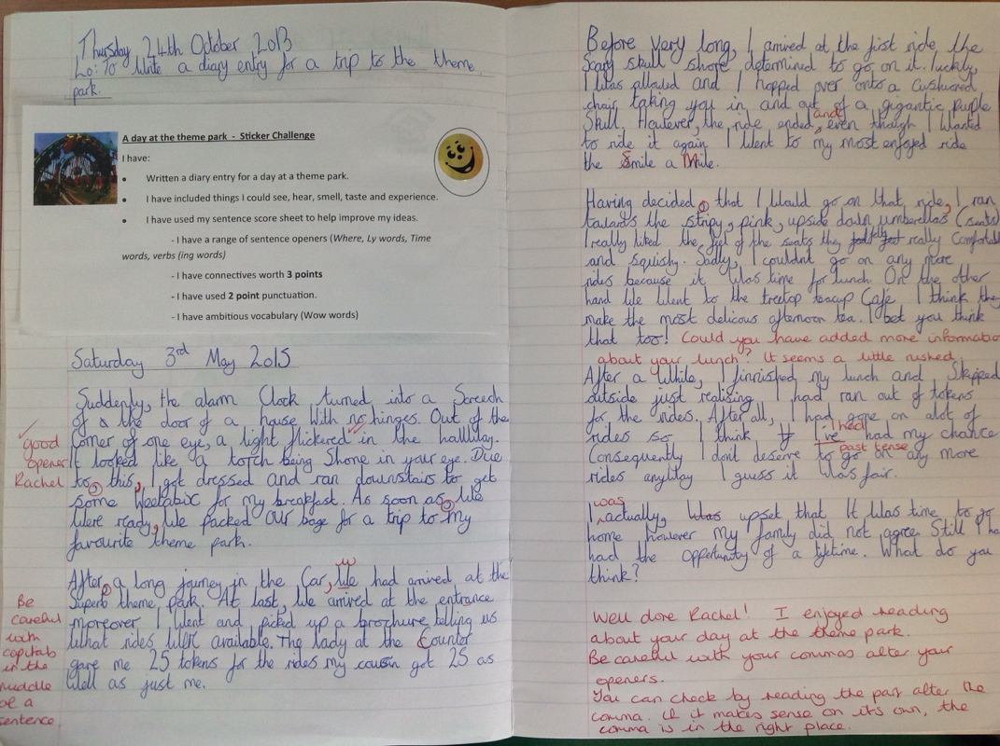 Thursday 24th October 2013
Lo: To Write a diary entry for a trip to the theme
park.
A day at the theme park - Sticker Challenge
I have:
• Written a diary entry for a day at a theme park.
• I have included things I could see, hear, smell, taste and experience.
• I have used my sentence score sheet to help improve my ideas.
- I have a range of sentence openers (Where, Ly words, Time
words, verbs (ing words)
- I have connectives worth 3 points
- I have used 2 point punctuation.
- I have ambitious vocabulary (Wow words)
Saturday 3rd May 2015
Suddenly, the alarm Clock turned into a Screech
of the door of a house With no hinges. Out of the
Corner of one eye, a light flickered in the hallway.
It looked like a torch being Shone in your eye. Due
to, this, I got dressed and ran downstairs to get
some Weetabix for my breakfast. As soon as, We
Were ready, We packed our bags for a trip to my
favourite theme park.
good
opener
Rachel
After, a long journey in the Car, We had arrived at the
w
Superb theme park. At last, We arrived at the entrance
moreover I Went and picked up a brochure telling us
What rides Were available. The lady at the Counter
gave me 25 tokens for the rides my cousin got 25 as
Well as just me.
Be
careful
with
capitals
in the
middle
of a
sentence.
Before very long, I arrived at the first ride the
Scary skull shore, determined to go on it. luckily,
I Was allowed and I hopped over onto a cushioned
chair taking you in and out of a gigantic purple
Skull. However, the ride ended, and even though I Wanted
to ride it again I Went to my most enjoyed ride
the Smile a Mile.
Having decided, that I Would go on that ride, I ran
towards the stripy, pink, upside down umberellas (seats)
I really liked the feel of the seats they really Comfortabl
and squishy. Sadly, I couldnt go on any more
rides because it Was time for lunch. On the other
hand We Went to the treetop teacup Café I think they
make the most delicous afternoon tea. I bet you think
that too! Could you have added more informatio
about your lunch? It seems a little rushed.
After a While, I finnished my lunch and Skipped
outside just realising I had ran out of tokens
for the rides. After all, I had gone on alot of
rides so I think I've had my chance
I had
past tense
Consequently I dont deserve to go on any more
rides anyway I guess it Was fair.
I was actually, Was upset that It Was time to go
home however My family did not agree. Still I ha
had the opportunity of a lifetime. What do you
think?
Well done Rachel! I enjoyed reading
about your day at the theme park.
Be careful with your commas after your
openers.
You can check by reading the part after the
comma. If it makes sense on its own, the
comma is in the right place.